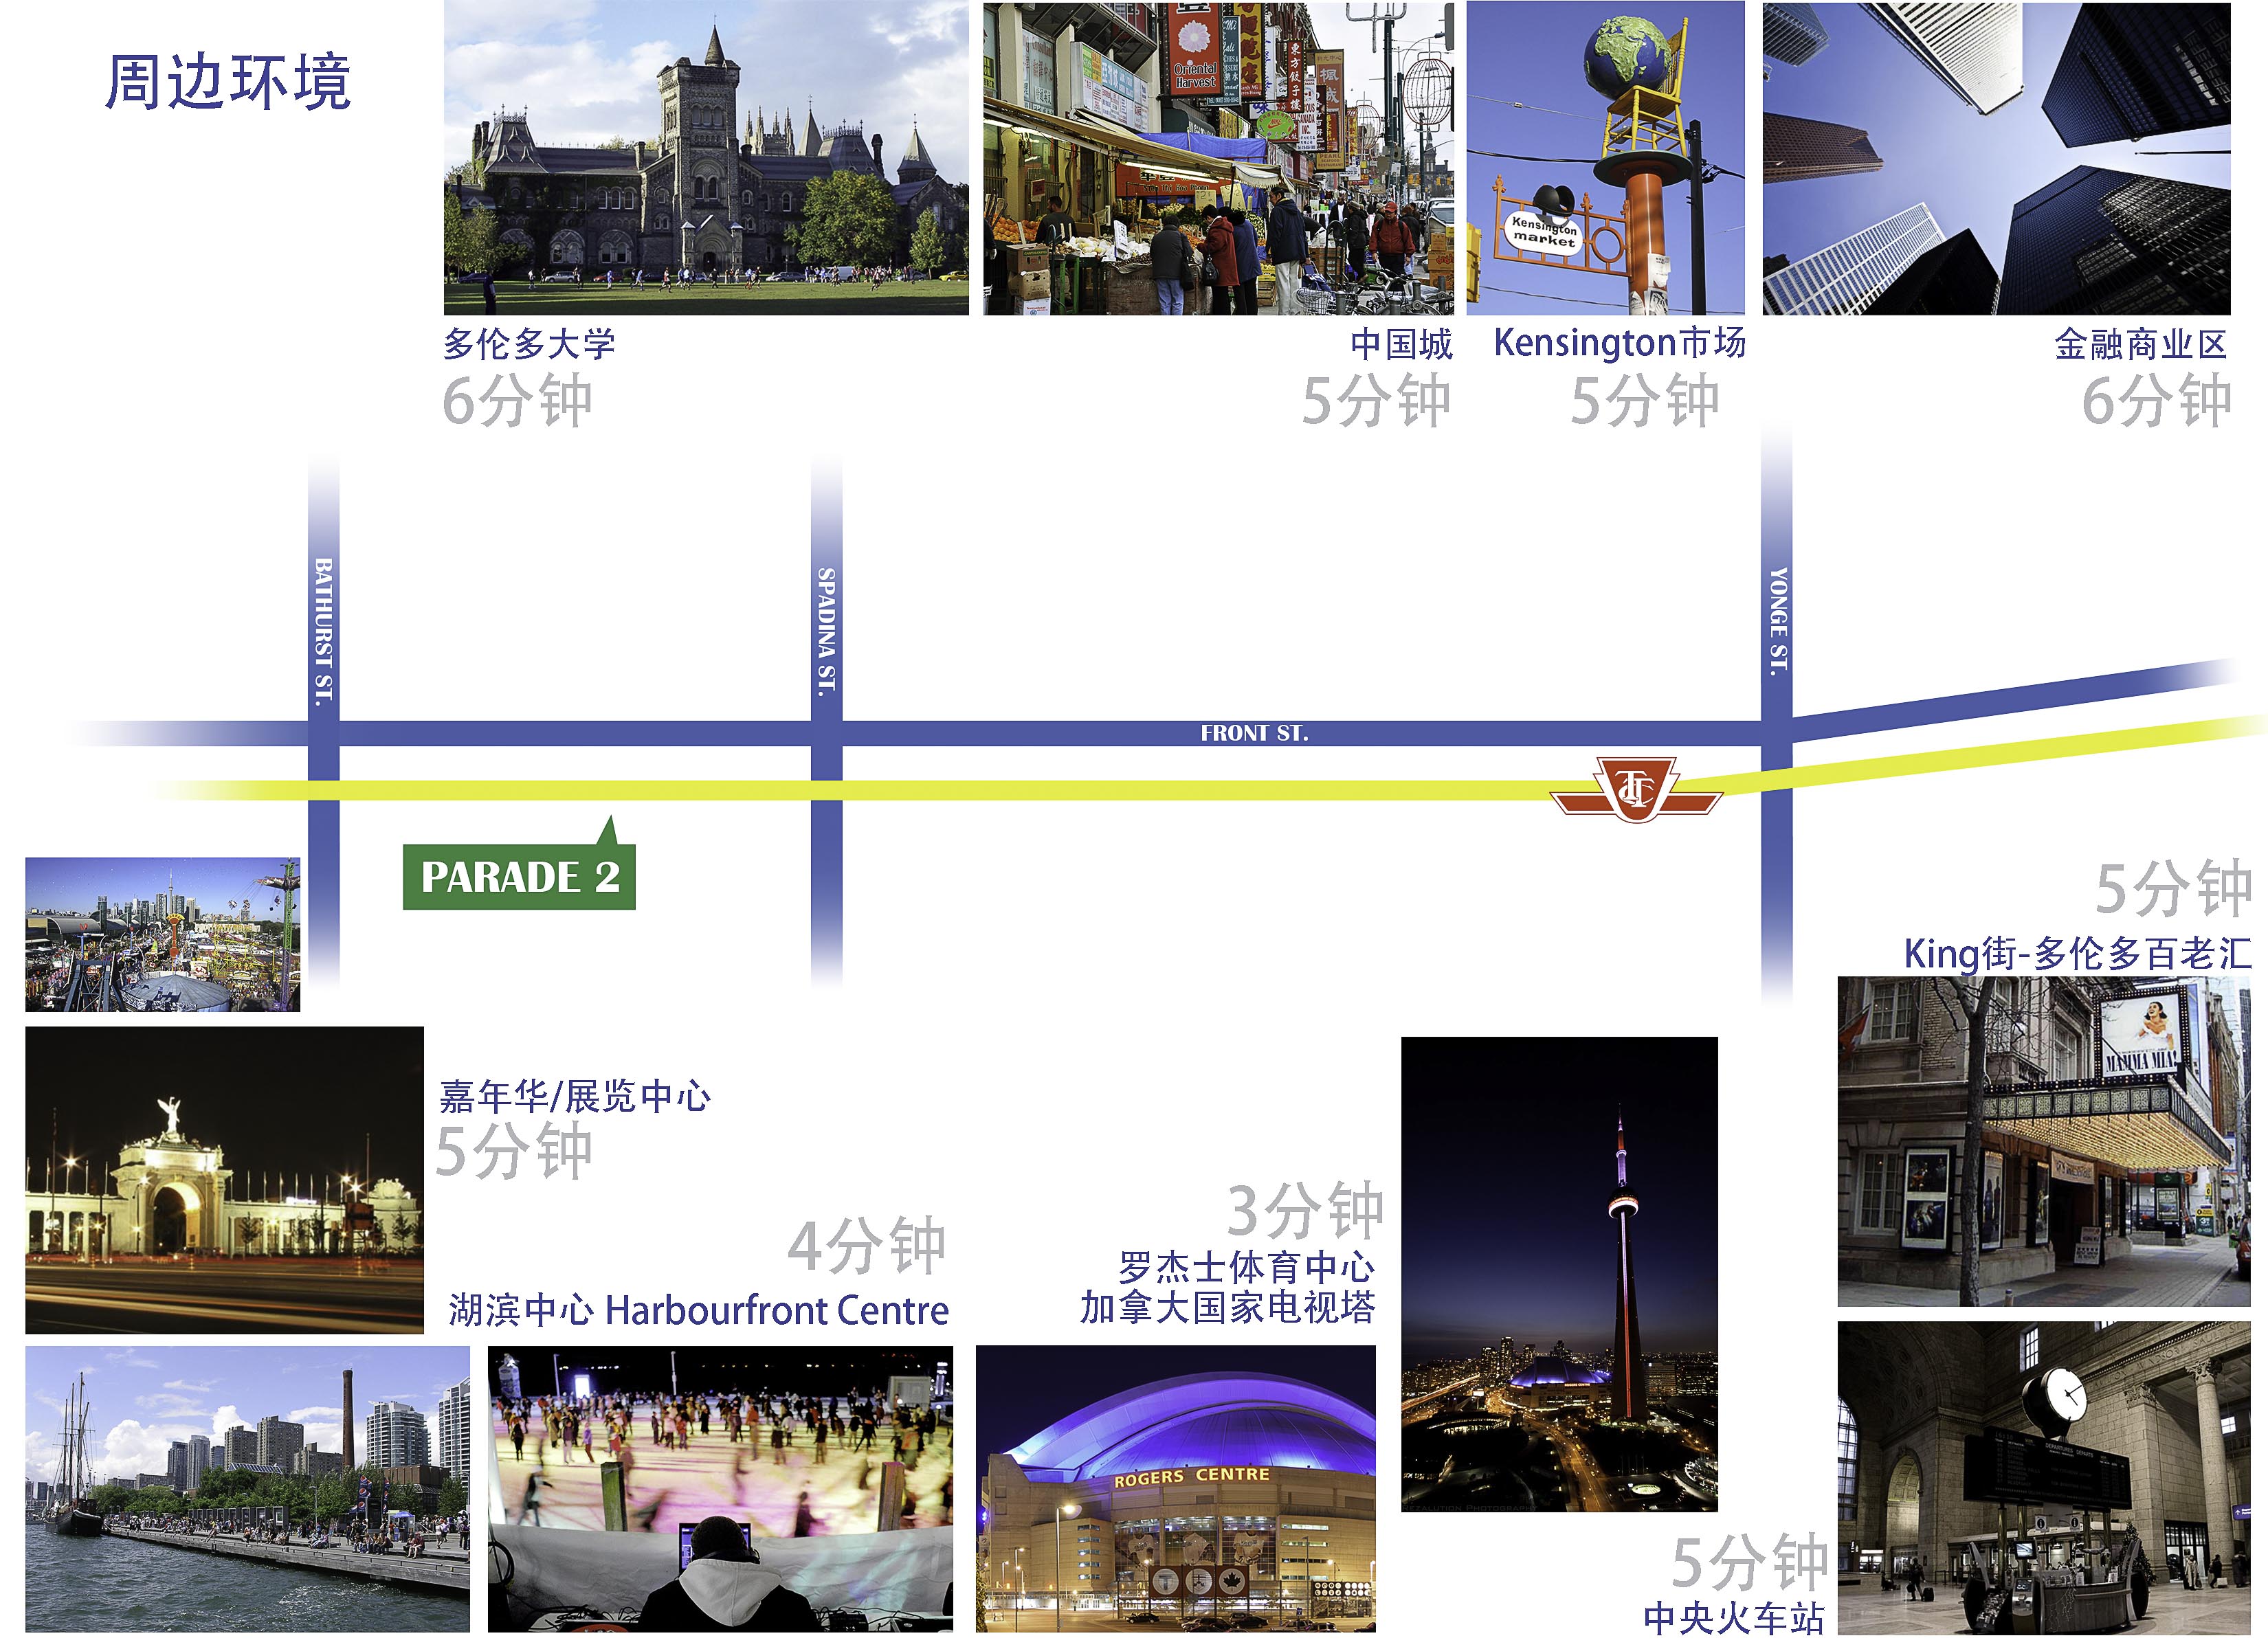 周边环境
Oriental
Harvest
Kensington
market
多伦多大学
6分钟
中国城
5分钟
Kensington市场
5分钟
金融商业区
6分钟
BATHURST ST.
SPADINA ST.
YONGE ST.
FRONT ST.
TTC
PARADE 2
5分钟
King街-多伦多百老汇
MAMMA MIA!
嘉年华/展览中心
5分钟
4分钟
湖滨中心 Harbourfront Centre
3分钟
罗杰士体育中心
加拿大国家电视塔
ROGERS CENTRE
5分钟
中央火车站